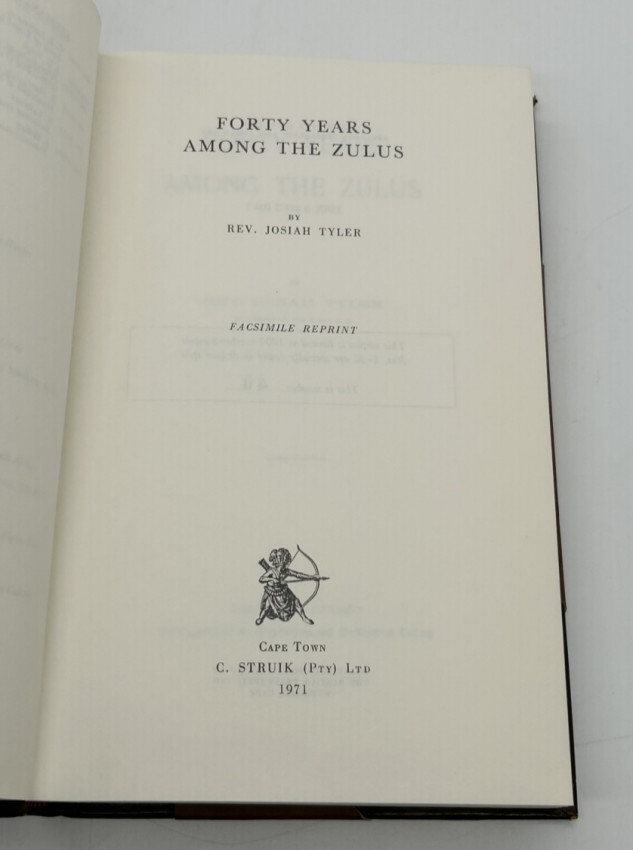 FORTY YEARS
AMONG THE ZULUS
BY
REV. JOSIAH TYLER
FACSIMILE REPRINT
CAPE TOWN
C. STRUIK (PTY) LTD
1971